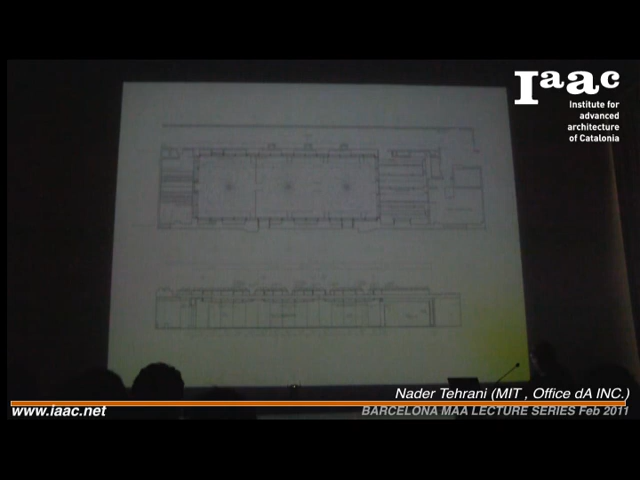 Iaac
Institute for
advanced
architecture
of Catalonia
Nader Tehrani (MIT , Office dA INC.)
www.iaac.net
BARCELONA MAA LECTURE SERIES Feb 2011